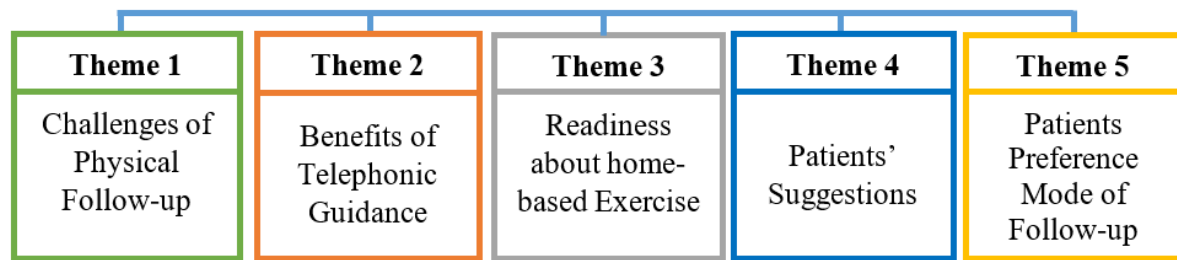 Theme 1
Challenges of
Physical
Follow-up
Theme 2
Benefits of
Telephonic
Guidance
Theme 3
Readiness
about home-
based Exercise
Theme 4
Patients’
Suggestions
Theme 5
Patients
Preference
Mode of
Follow-up